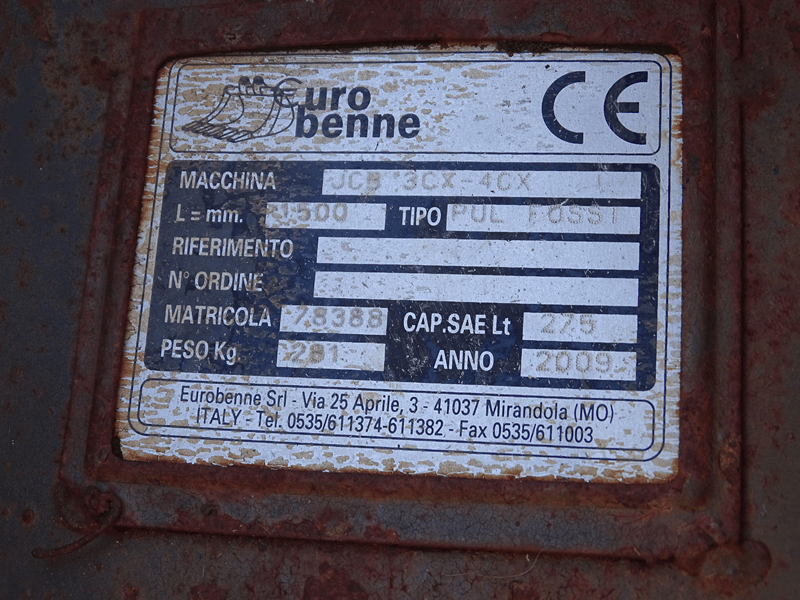 Euro
benne
CE
MACCHINA JCB 3CX-4CX
L = mm. 1500 TIPO PUL FOSSI
RIFERIMENTO
N° ORDINE
MATRICOLA 78388 CAP.SAE Lt 275
PESO Kg 281 ANNO 2009
Eurobenne Srl - Via 25 Aprile, 3 - 41037 Mirandola (MO)
ITALY - Tel. 0535/611374-611382 - Fax 0535/611003